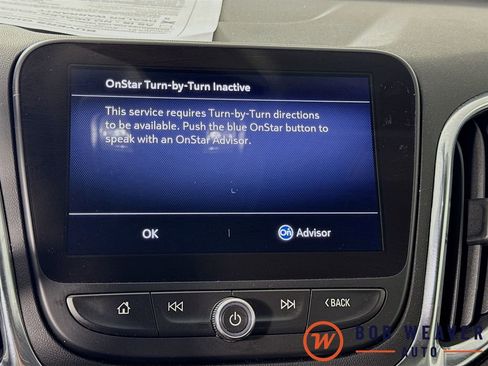 OnStar Turn-by-Turn Inactive
This service requires Turn-by-Turn directions
to be available. Push the blue OnStar button to
speak with an OnStar Advisor.
OK
On Advisor
BACK
BOB WEAVER
AUTO